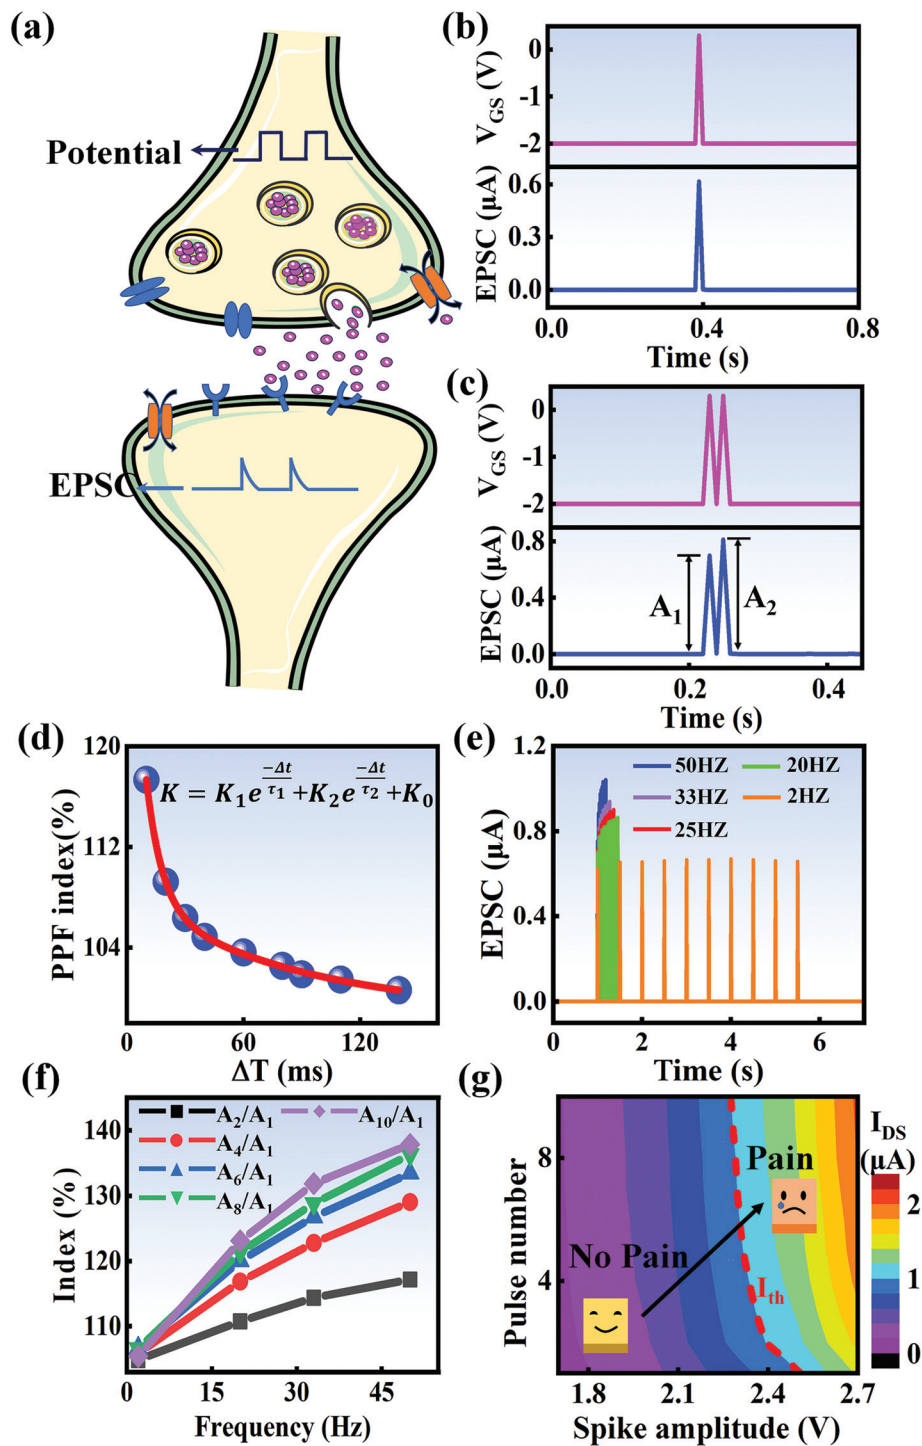 (a)
Potential
EPSC
(b)
V_GS (V)
0
-1
-2
EPSC (µA)
0.6
0.3
0.0
0.0 0.4 0.8
Time (s)
(c)
V_GS (V)
0
-1
-2
EPSC (µA)
0.8
0.4
0.0
A_1
A_2
0.0 0.2 0.4
Time (s)
(d)
PPF index(%)
120
112
104
K = K_1e^{\frac{-Δt}{τ_1}}+K_2e^{\frac{-Δt}{τ_2}}+K_0
0 60 120
ΔT (ms)
(e)
EPSC (µA)
1.2
0.8
0.4
0.0
50HZ 20HZ
33HZ 2HZ
25HZ
0 2 4 6
Time (s)
(f)
Index (%)
140
130
120
110
A_2/A_1 A_10/A_1
A_4/A_1
A_6/A_1
A_8/A_1
0 15 30 45
Frequency (Hz)
(g)
Pulse number
8
4
Pain
No Pain
I_th
1.8 2.1 2.4 2.7
Spike amplitude (V)
I_DS
(µA)
2
1
0